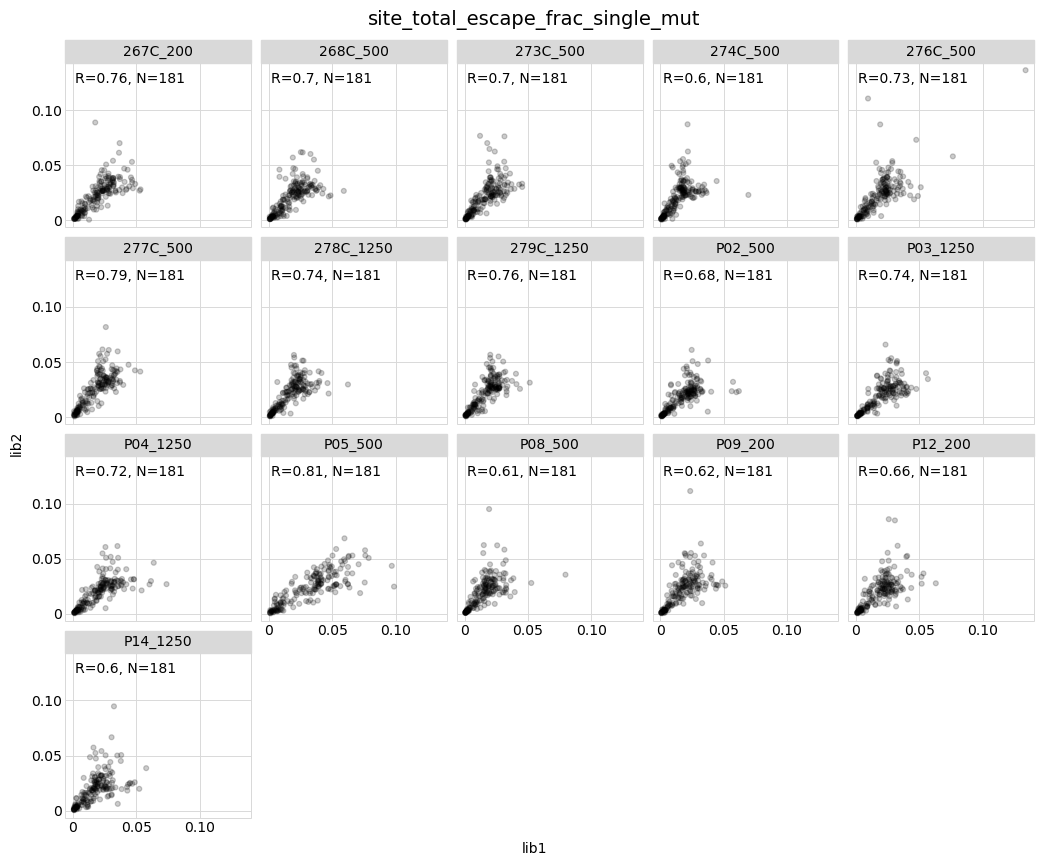 site_total_escape_frac_single_mut
267C_200 268C_500 273C_500 274C_500 276C_500
R=0.76, N=181 R=0.7, N=181 R=0.7, N=181 R=0.6, N=181 R=0.73, N=181
0.10
0.05
0
277C_500 278C_1250 279C_1250 P02_500 P03_1250
R=0.79, N=181 R=0.74, N=181 R=0.76, N=181 R=0.68, N=181 R=0.74, N=181
0.10
0.05
0
lib2
P04_1250 P05_500 P08_500 P09_200 P12_200
R=0.72, N=181 R=0.81, N=181 R=0.61, N=181 R=0.62, N=181 R=0.66, N=181
0.10
0.05
0
0 0.05 0.10 0 0.05 0.10 0 0.05 0.10 0 0.05 0.10
P14_1250
R=0.6, N=181
0.10
0.05
0
0 0.05 0.10
lib1